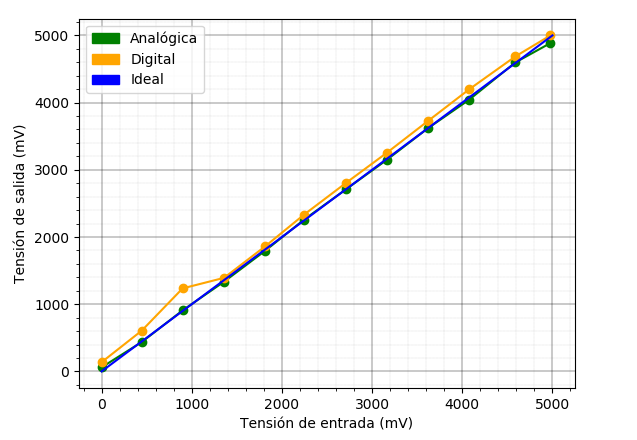 Analógica
Digital
Ideal
Tensión de salida (mV)
5000
4000
3000
2000
1000
0
0 1000 2000 3000 4000 5000
Tensión de entrada (mV)